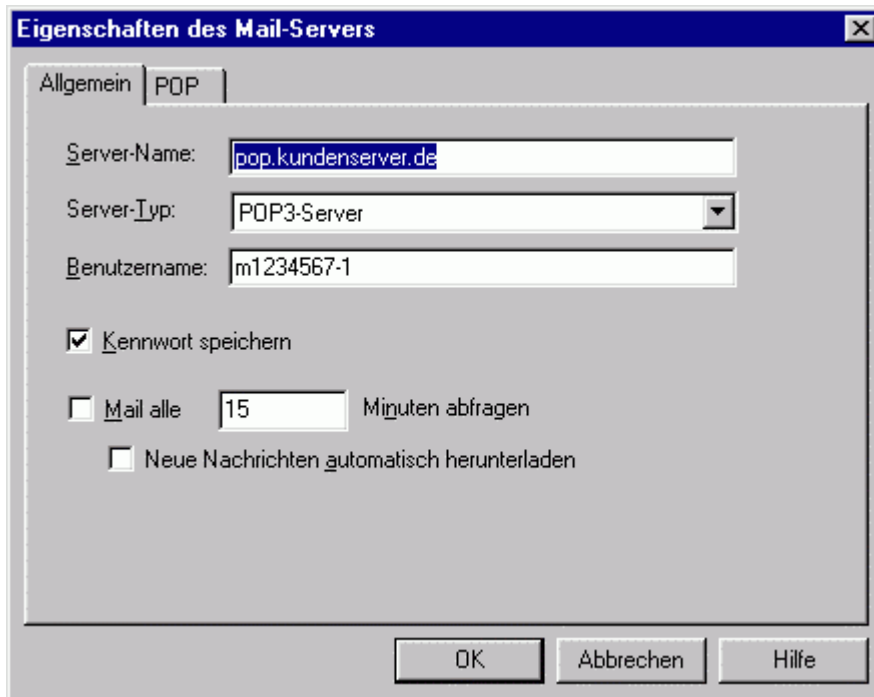 Eigenschaften des Mail-Servers
Allgemein POP
Server-Name: pop.kundenserver.de
Server-Typ: POP3-Server
Benutzername: m1234567-1
Kennwort speichern
Mail alle 15 Minuten abfragen
Neue Nachrichten automatisch herunterladen
OK Abbrechen Hilfe